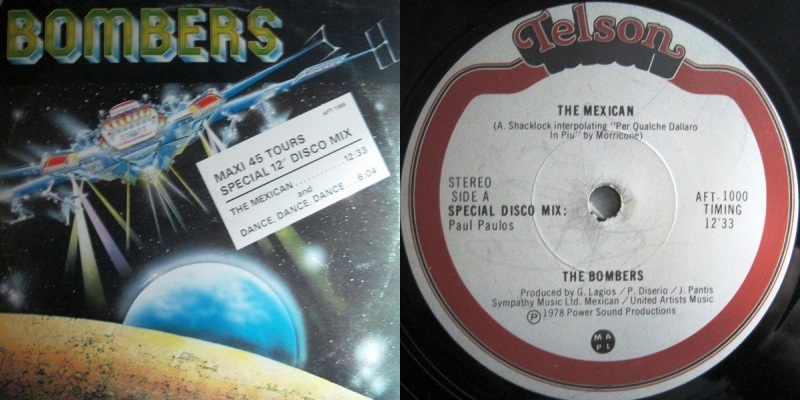 BOMBERS
AFT-1000
MAXI 45 TOURS
SPECIAL 12" DISCO MIX
THE MEXICAN............12:33
and
DANCE, DANCE, DANCE...6:04
Telson
THE MEXICAN
(A. Shacklock interpolating "Per Qualche Dallaro
In Piu" by Morricone)
STEREO
SIDE A
SPECIAL DISCO MIX:
Paul Paulos
AFT-1000
TIMING
12'33
THE BOMBERS
Produced by G. Lagios / P. Diserio / J. Pantis
Sympathy Music Ltd. Mexican / United Artists Music
Ⓟ 1978 Power Sound Productions
MA
PL